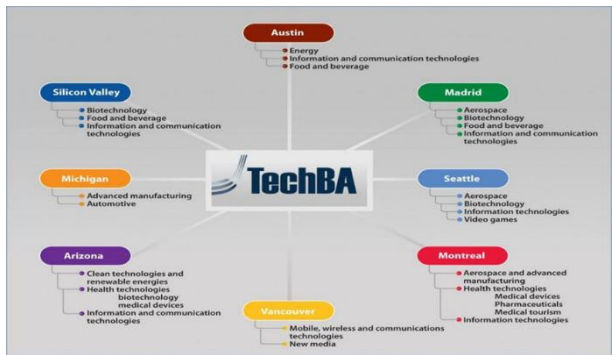 Austin
Energy
Information and communication technologies
Food and beverage
Silicon Valley
Biotechnology
Food and beverage
Information and communication
technologies
Madrid
Aerospace
Biotechnology
Food and beverage
Information and communication
technologies
TechBA
Michigan
Advanced manufacturing
Automotive
Seattle
Aerospace
Biotechnology
Information technologies
Video games
Arizona
Clean technologies and
renewable energies
Health technologies
biotechnology
medical devices
Information and communication
technologies
Montreal
Aerospace and advanced
manufacturing
Health technologies
Medical devices
Pharmaceuticals
Medical tourism
Information technologies
Vancouver
Mobile, wireless and communications
technologies
New media